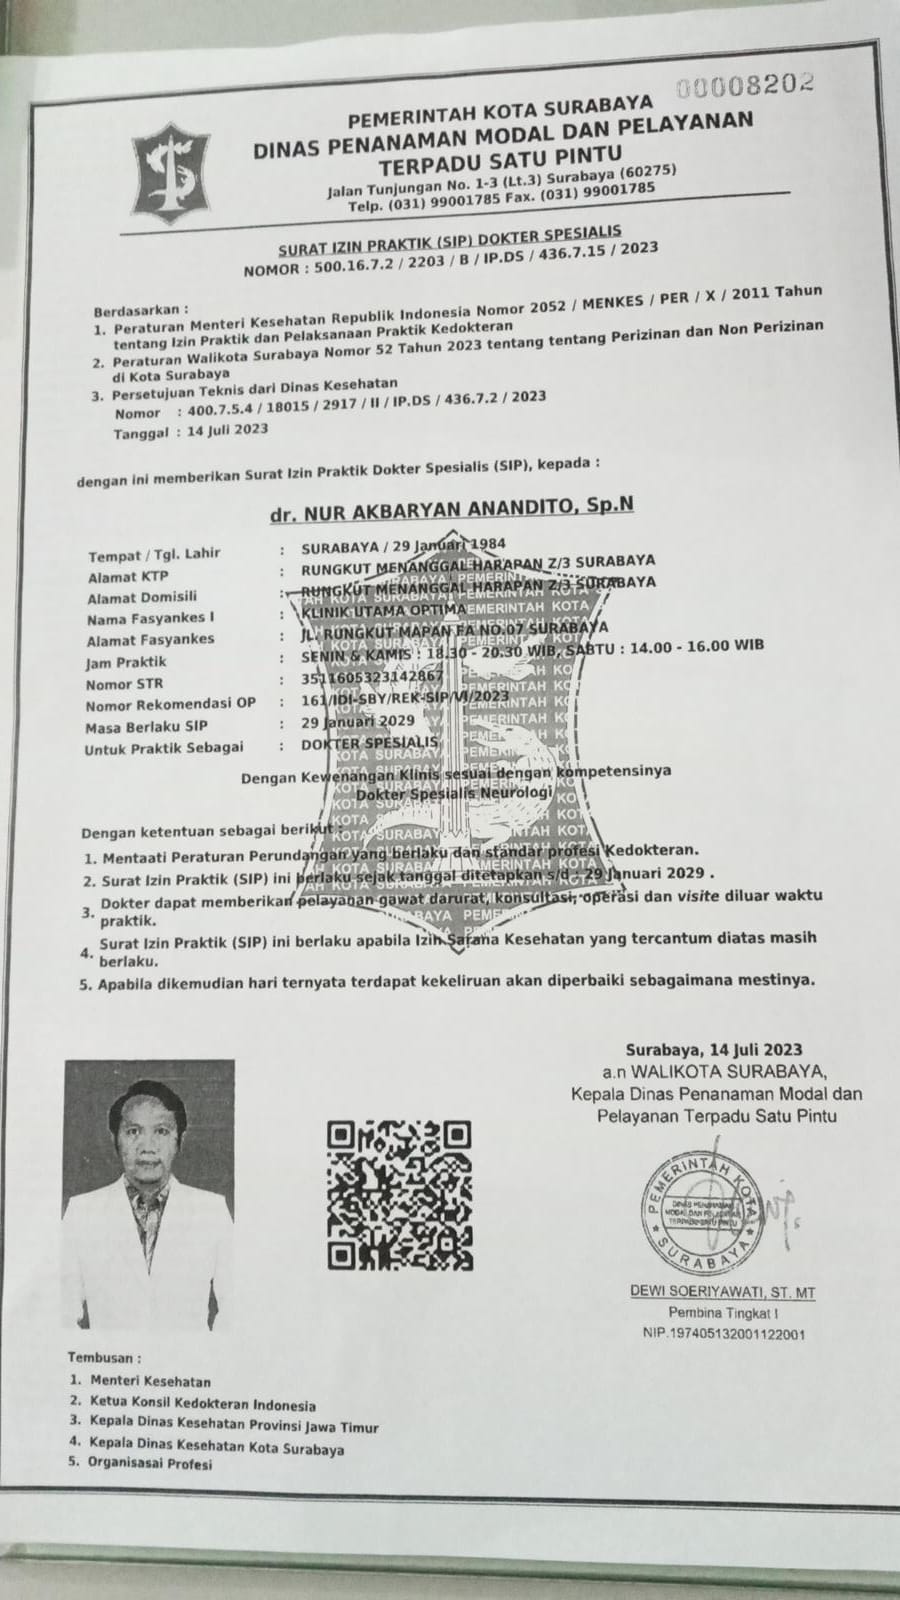 00008202
PEMERINTAH KOTA SURABAYA
DINAS PENANAMAN MODAL DAN PELAYANAN
TERPADU SATU PINTU
Jalan Tunjungan No. 1-3 (Lt.3) Surabaya (60275)
Telp. (031) 99001785 Fax. (031) 99001785
SURAT IZIN PRAKTIK (SIP) DOKTER SPESIALIS
NOMOR : 500.16.7.2 / 2203 / B / IP.DS / 436.7.15 / 2023
Berdasarkan :
1. Peraturan Menteri Kesehatan Republik Indonesia Nomor 2052 / MENKES / PER / X / 2011 Tahun
tentang Izin Praktik dan Pelaksanaan Praktik Kedokteran
2. Peraturan Walikota Surabaya Nomor 52 Tahun 2023 tentang tentang Perizinan dan Non Perizinan
di Kota Surabaya
3. Persetujuan Teknis dari Dinas Kesehatan
Nomor : 400.7.5.4 / 18015 / 2917 / II / IP.DS / 436.7.2 / 2023
Tanggal : 14 Juli 2023
dengan ini memberikan Surat Izin Praktik Dokter Spesialis (SIP), kepada :
dr. NUR AKBARYAN ANANDITO, Sp.N
Tempat / Tgl. Lahir : SURABAYA / 29 Januari 1984
Alamat KTP : RUNGKUT MENANGGAL HARAPAN Z/3 SURABAYA
Alamat Domisili : RUNGKUT MENANGGAL HARAPAN Z/3 SURABAYA
Nama Fasyankes I : KLINIK UTAMA OPTIMA
Alamat Fasyankes : JL. RUNGKUT MAPAN FA NO.07 SURABAYA
Jam Praktik : SENIN & KAMIS : 18.30 - 20.30 WIB, SABTU : 14.00 - 16.00 WIB
Nomor STR : 3511605323142867
Nomor Rekomendasi OP : 161/IDI-SBY/REK-SIP/VI/2023
Masa Berlaku SIP : 29 Januari 2029
Untuk Praktik Sebagai : DOKTER SPESIALIS
Dengan Kewenangan Klinis sesuai dengan kompetensinya
Dokter Spesialis Neurologi
Dengan ketentuan sebagai berikut :
1. Mentaati Peraturan Perundangan yang berlaku dan standar profesi Kedokteran.
2. Surat Izin Praktik (SIP) ini berlaku sejak tanggal ditetapkan s/d : 29 Januari 2029 .
3. Dokter dapat memberikan pelayanan gawat darurat, konsultasi, operasi dan visite diluar waktu
praktik.
4. Surat Izin Praktik (SIP) ini berlaku apabila Izin Sarana Kesehatan yang tercantum diatas masih
berlaku.
5. Apabila dikemudian hari ternyata terdapat kekeliruan akan diperbaiki sebagaimana mestinya.
Surabaya, 14 Juli 2023
a.n WALIKOTA SURABAYA,
Kepala Dinas Penanaman Modal dan
Pelayanan Terpadu Satu Pintu
PEMERINTAH KOTA
DINAS PENANAMAN
MODAL DAN PELAYANAN
TERPADU SATU PINTU
SURABAYA
DEWI SOERIYAWATI, ST. MT
Pembina Tingkat I
NIP.197405132001122001
Tembusan :
1. Menteri Kesehatan
2. Ketua Konsil Kedokteran Indonesia
3. Kepala Dinas Kesehatan Provinsi Jawa Timur
4. Kepala Dinas Kesehatan Kota Surabaya
5. Organisasai Profesi